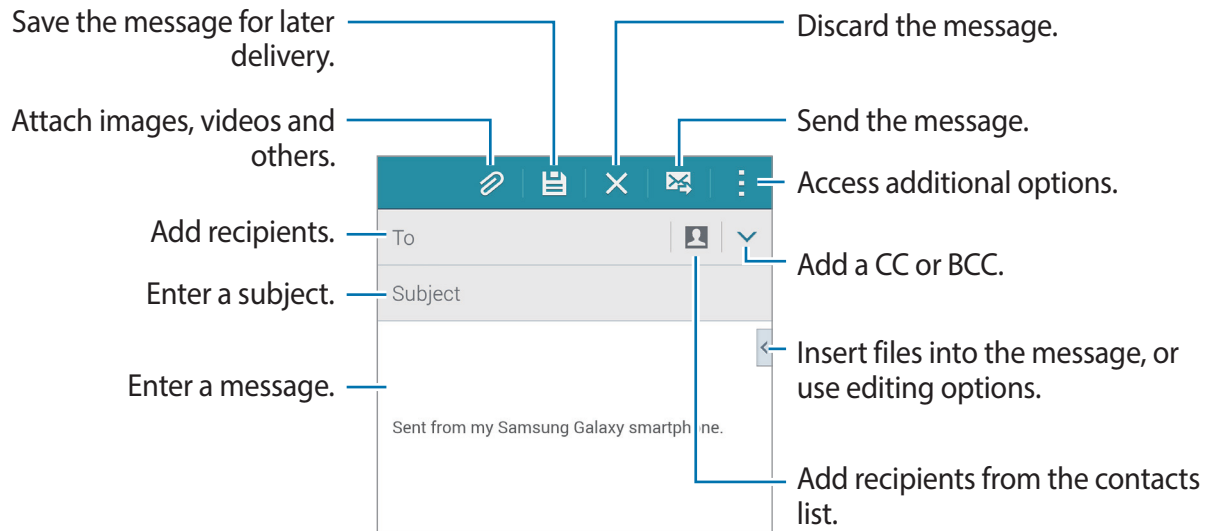 Save the message for later
delivery.
Discard the message.
Attach images, videos and
others.
Send the message.
Access additional options.
Add recipients.
To
Add a CC or BCC.
Enter a subject.
Subject
Insert files into the message, or
use editing options.
Enter a message.
Sent from my Samsung Galaxy smartphone.
Add recipients from the contacts
list.